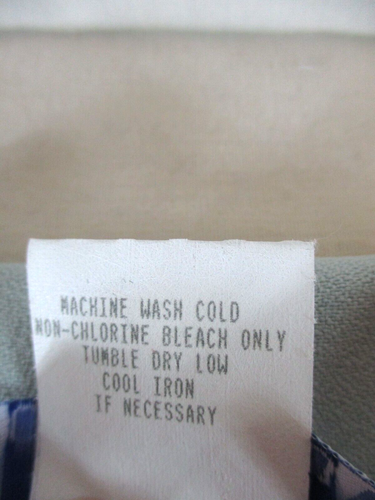 MACHINE WASH COLD
NON-CHLORINE BLEACH ONLY
TUMBLE DRY LOW
COOL IRON
IF NECESSARY